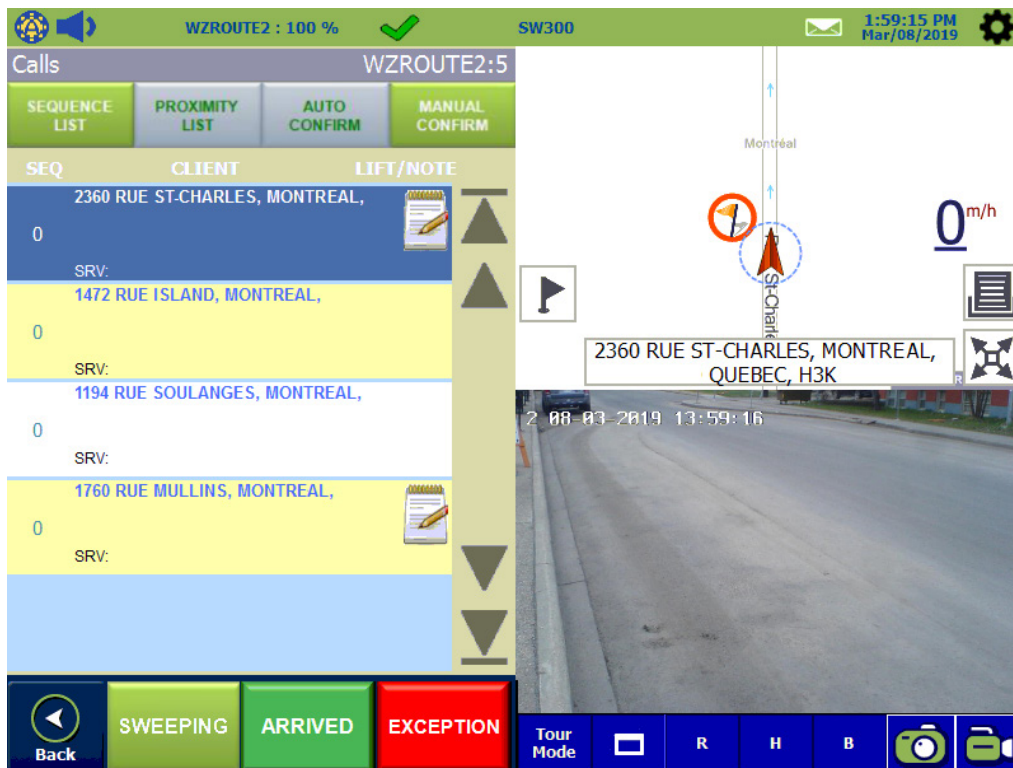 WZROUTE2 : 100 %
SW300
1:59:15 PM
Mar/08/2019
Calls
WZROUTE2:5
SEQUENCE
LIST
PROXIMITY
LIST
AUTO
CONFIRM
MANUAL
CONFIRM
SEQ CLIENT LIFT/NOTE
2360 RUE ST-CHARLES, MONTREAL,
0
SRV:
1472 RUE ISLAND, MONTREAL,
0
SRV:
1194 RUE SOULANGES, MONTREAL,
0
SRV:
1760 RUE MULLINS, MONTREAL,
0
SRV:
Back
SWEEPING
ARRIVED
EXCEPTION
Montréal
0 m/h
St-Charle
2360 RUE ST-CHARLES, MONTREAL,
QUEBEC, H3K
R
2 08-03-2019 13:59:16
Tour
Mode
R
H
B